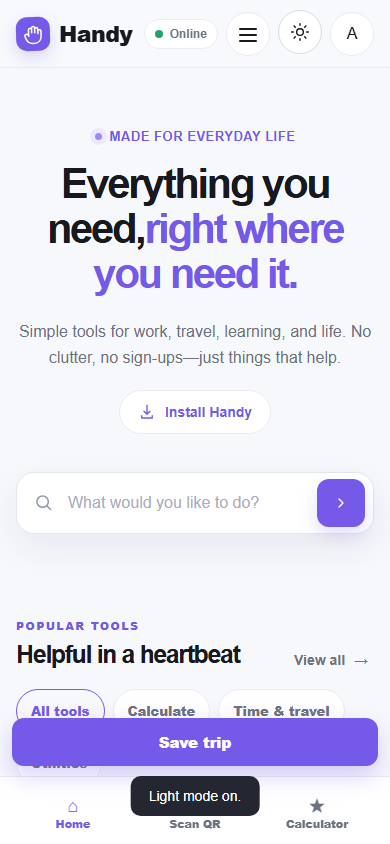 Handy
Online
A
MADE FOR EVERYDAY LIFE
Everything you
need,right where
you need it.
Simple tools for work, travel, learning, and life. No
clutter, no sign-ups—just things that help.
Install Handy
What would you like to do?
POPULAR TOOLS
Helpful in a heartbeat
View all →
All tools
Calculate
Time & travel
Save trip
Light mode on.
Home
Scan QR
Calculator